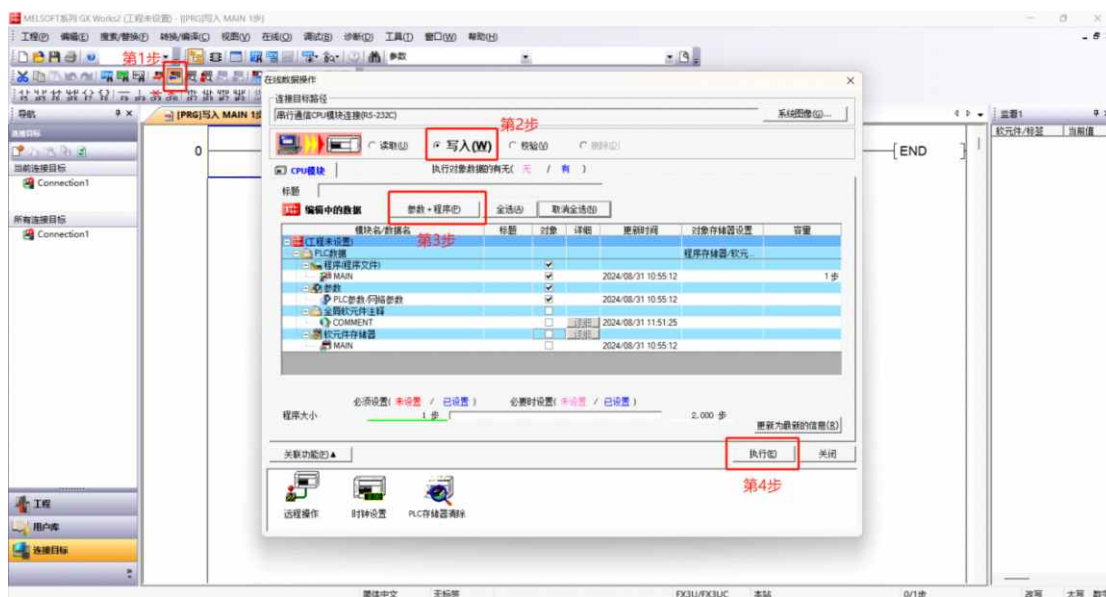 MELSOFT系列 GX Works2 (工程未设置) - [[PRG]写入 MAIN 1步]
工程(P) 编辑(E) 搜索/替换(F) 转换/编译(C) 视图(V) 在线(O) 调试(B) 诊断(D) 工具(T) 窗口(W) 帮助(H)
第1步
参数
导航
[PRG]写入 MAIN 1步
监看1
连接目标
当前连接目标
Connection1
所有连接目标
Connection1
工程
用户库
连接目标
0
END
软元件/标签 当前值
在线数据操作
连接目标路径
串行通信CPU模块连接(RS-232C)
系统图像(G)...
第2步
读取(U) 写入(W) 校验(V) 删除(D)
CPU模块 执行对象数据的有无( 无 / 有 )
标题
编辑中的数据 参数+程序(P) 全选(A) 取消全选(N)
第3步
模块名/数据名 标题 对象 详细 更新时间 对象存储器设置 容量
(工程未设置)
PLC数据 程序存储器/软元...
程序(程序文件)
MAIN 2024/08/31 10:55:12 1步
参数
PLC参数/网络参数 2024/08/31 10:55:12
全局软元件注释
COMMENT 详细 2024/08/31 11:51:25
软元件存储器 详细
MAIN 2024/08/31 10:55:12
必须设置( 未设置 / 已设置 ) 必要时设置( 未设置 / 已设置 )
程序大小 1 步 2,000 步
更新为最新的信息(R)
关联功能(F)▲ 执行(E) 关闭
第4步
远程操作 时钟设置 PLC存储器清除
简体中文 无标签 FX3U/FX3UC 本站 0/1步 改写 大写 数字